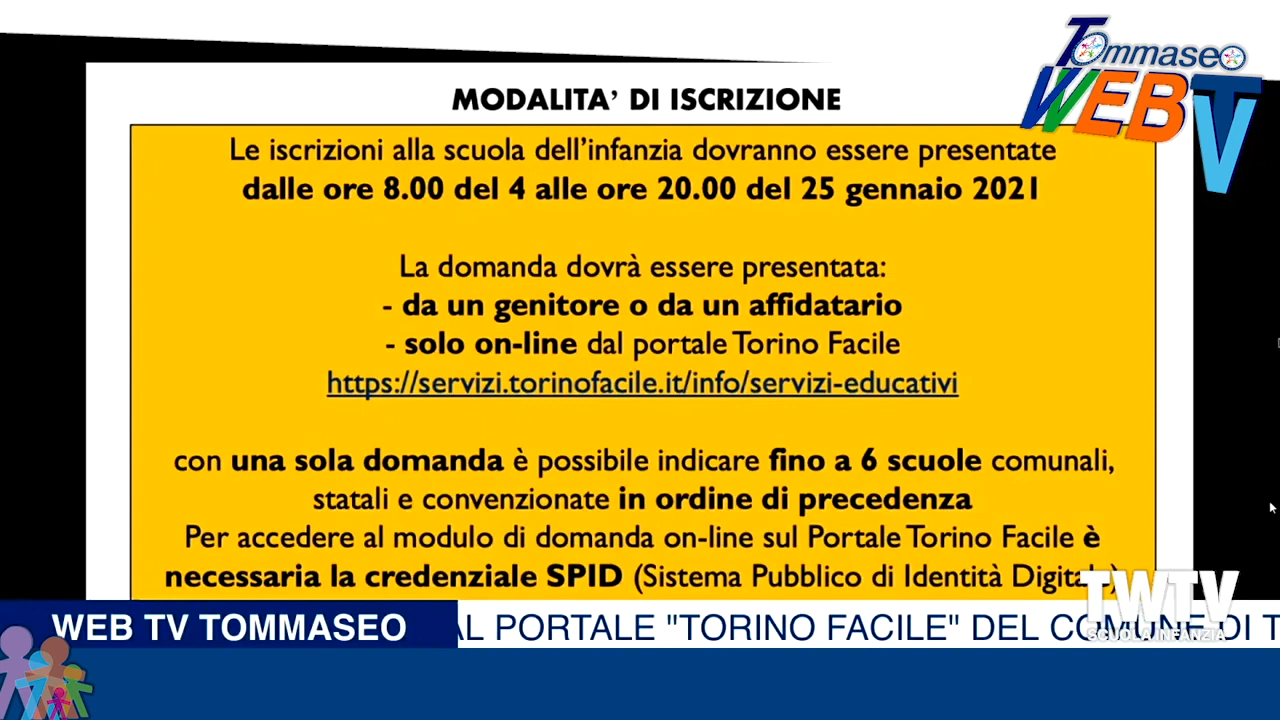 Tommaseo
WEB TV
MODALITA' DI ISCRIZIONE
Le iscrizioni alla scuola dell'infanzia dovranno essere presentate
dalle ore 8.00 del 4 alle ore 20.00 del 25 gennaio 2021
La domanda dovrà essere presentata:
- da un genitore o da un affidatario
- solo on-line dal portale Torino Facile
https://servizi.torinofacile.it/info/servizi-educativi
con una sola domanda è possibile indicare fino a 6 scuole comunali,
statali e convenzionate in ordine di precedenza
Per accedere al modulo di domanda on-line sul Portale Torino Facile è
necessaria la credenziale SPID (Sistema Pubblico di Identità Digitale)
TWTV
SCUOLA INFANZIA
WEB TV TOMMASEO
AL PORTALE "TORINO FACILE" DEL COMUNE DI T